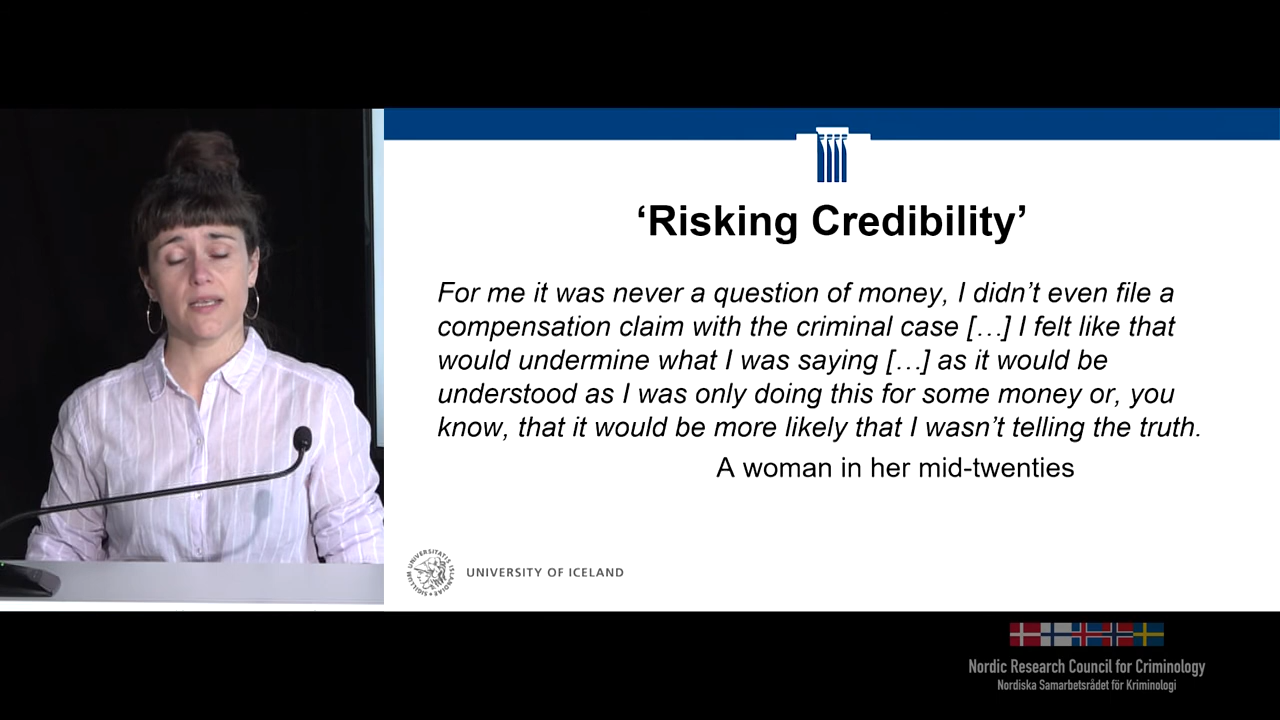 ‘Risking Credibility’
For me it was never a question of money, I didn’t even file a
compensation claim with the criminal case […] I felt like that
would undermine what I was saying […] as it would be
understood as I was only doing this for some money or, you
know, that it would be more likely that I wasn’t telling the truth.
A woman in her mid-twenties
SIGILLUM UNIVERSITATIS ISLANDIAE
UNIVERSITY OF ICELAND
Nordic Research Council for Criminology
Nordiska Samarbetsrådet för Kriminologi